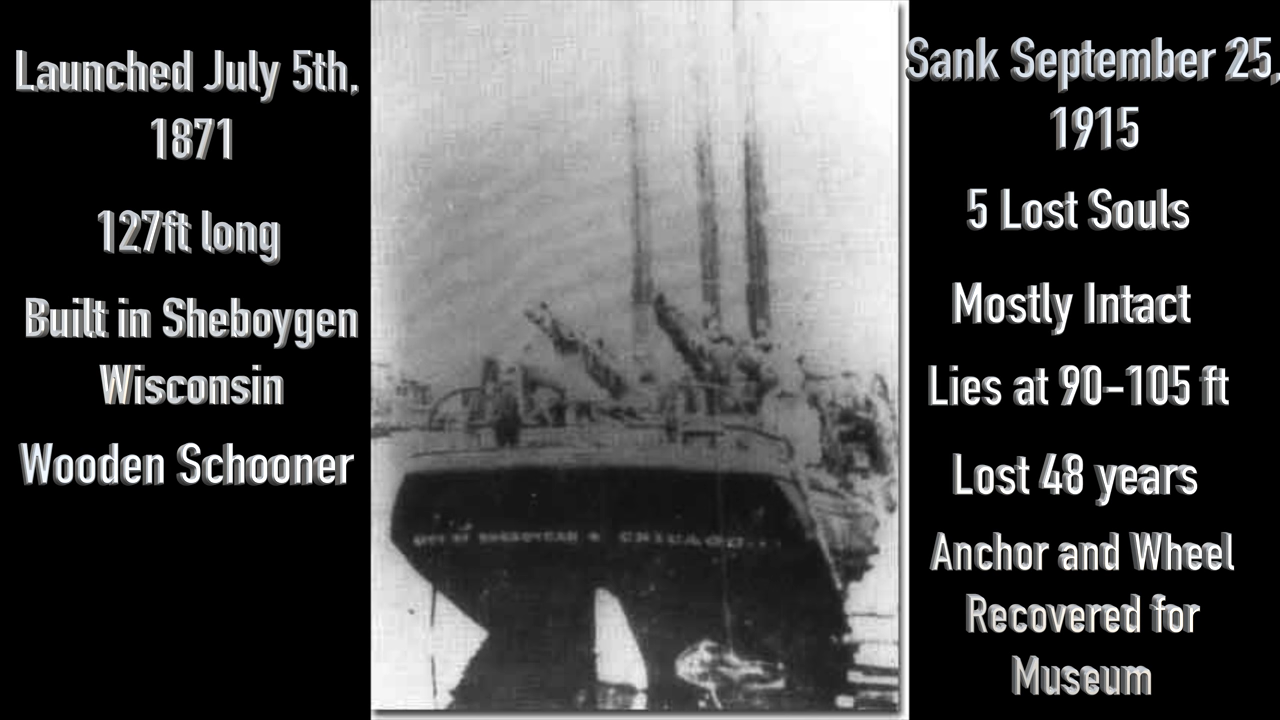 Launched July 5th,
1871
127ft long
Built in Sheboygen
Wisconsin
Wooden Schooner
CHICAGO
Sank September 25,
1915
5 Lost Souls
Mostly Intact
Lies at 90-105 ft
Lost 48 years
Anchor and Wheel
Recovered for
Museum